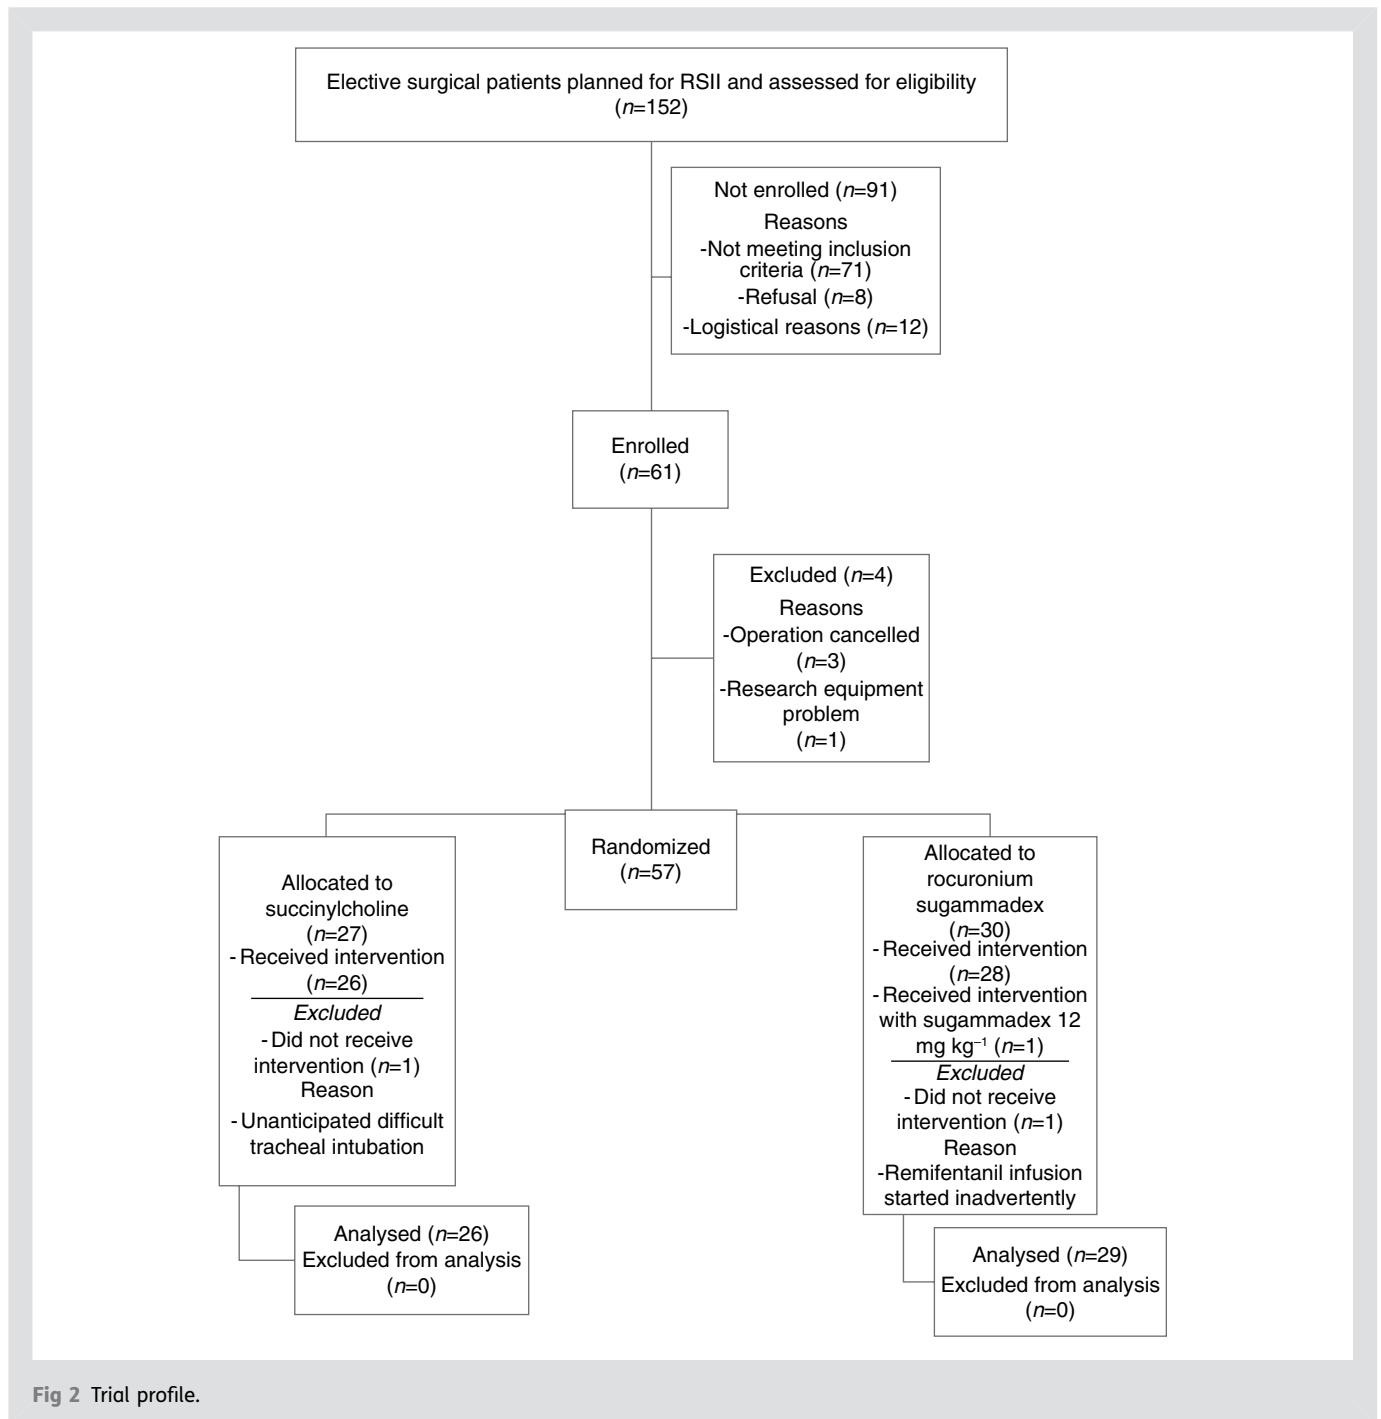 Elective surgical patients planned for RSII and assessed for eligibility
(n=152)
Not enrolled (n=91)
Reasons
-Not meeting inclusion
criteria (n=71)
-Refusal (n=8)
-Logistical reasons (n=12)
Enrolled
(n=61)
Excluded (n=4)
Reasons
-Operation cancelled
(n=3)
-Research equipment
problem
(n=1)
Randomized
(n=57)
Allocated to
succinylcholine
(n=27)
- Received intervention
(n=26)
Excluded
- Did not receive
intervention (n=1)
Reason
- Unanticipated difficult
tracheal intubation
Analysed (n=26)
Excluded from analysis
(n=0)
Allocated to
rocuronium
sugammadex
(n=30)
- Received intervention
(n=28)
- Received intervention
with sugammadex 12
mg kg⁻¹ (n=1)
Excluded
- Did not receive
intervention (n=1)
Reason
-Remifentanil infusion
started inadvertently
Analysed (n=29)
Excluded from analysis
(n=0)
Fig 2 Trial profile.